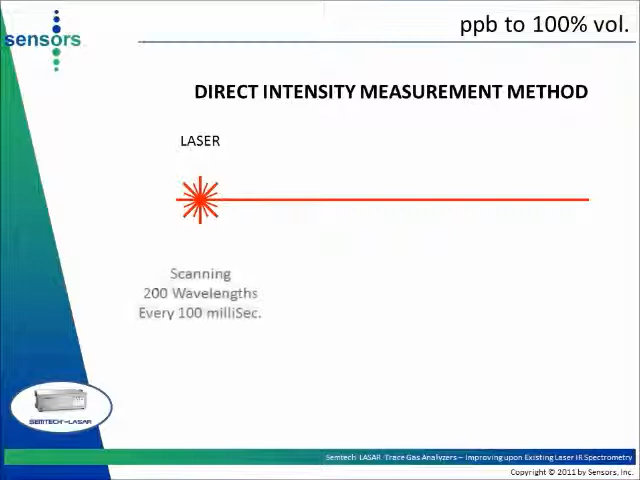 sensors
ppb to 100% vol.
DIRECT INTENSITY MEASUREMENT METHOD
LASER
Scanning
200 Wavelengths
Every 100 milliSec.
SEMTECH LASAR
Semtech LASAR Trace Gas Analyzers – Improving upon Existing Laser IR Spectrometry
Copyright © 2011 by Sensors, Inc.